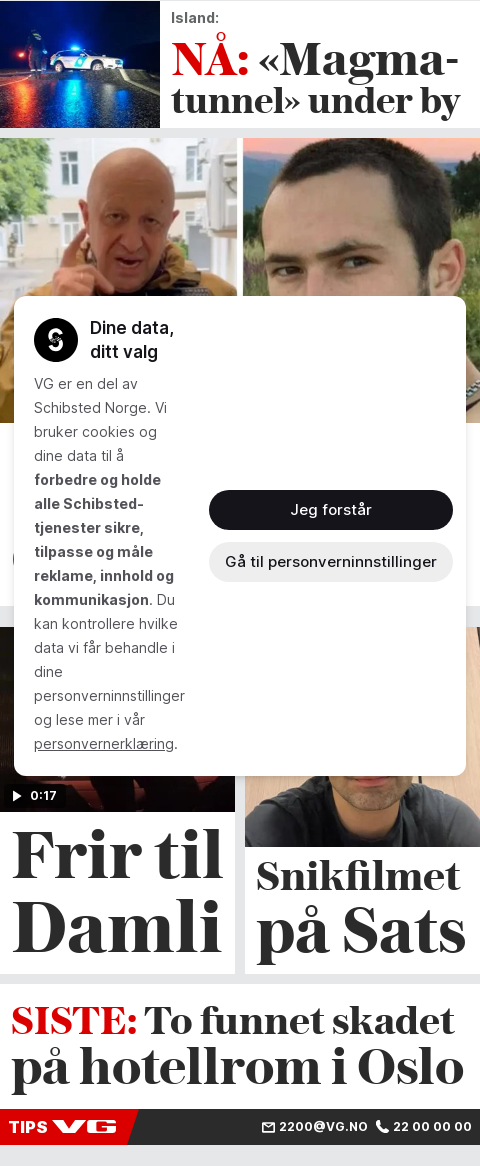 Island:
NÅ: «Magma-
tunnel» under by
Dine data,
ditt valg
VG er en del av
Schibsted Norge. Vi
bruker cookies og
dine data til å
forbedre og holde
alle Schibsted-
tjenester sikre,
tilpasse og måle
reklame, innhold og
kommunikasjon. Du
kan kontrollere hvilke
data vi får behandle i
dine
personverninnstillinger
og lese mer i vår
personvernerklæring.
Jeg forstår
Gå til personverninnstillinger
0:17
Frir til
Damli
Snikfilmet
på Sats
SISTE: To funnet skadet
på hotellrom i Oslo
TIPS VG
2200@VG.NO
22 00 00 00